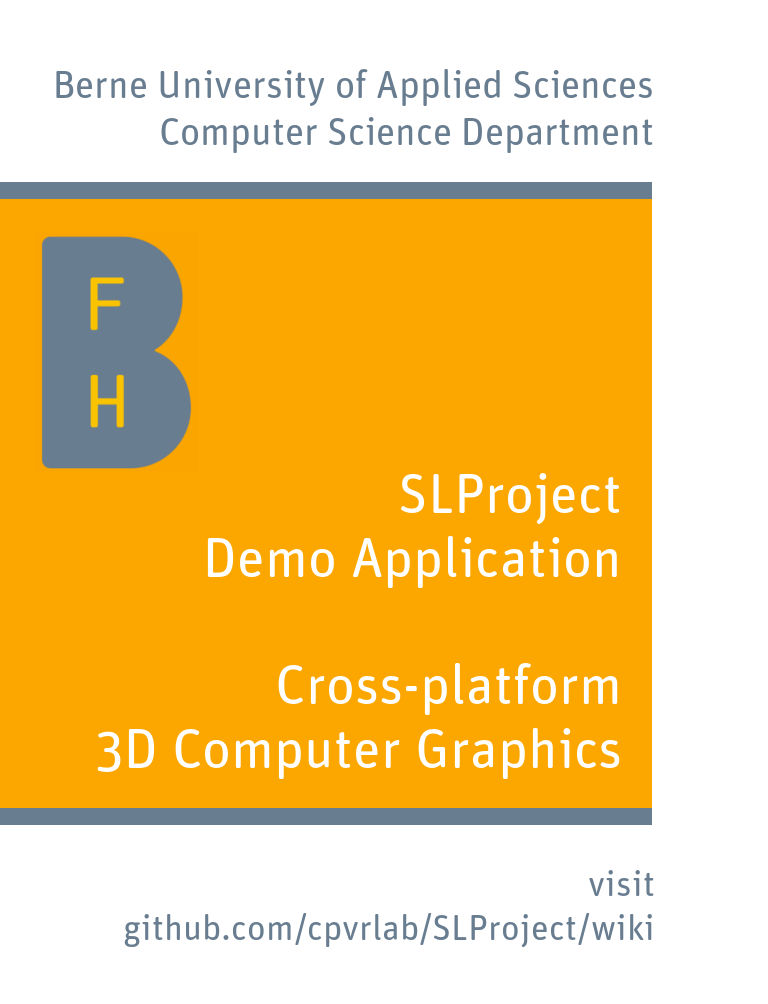 Berne University of Applied Sciences
Computer Science Department
F
H
SLProject
Demo Application
Cross-platform
3D Computer Graphics
visit
github.com/cpvrlab/SLProject/wiki